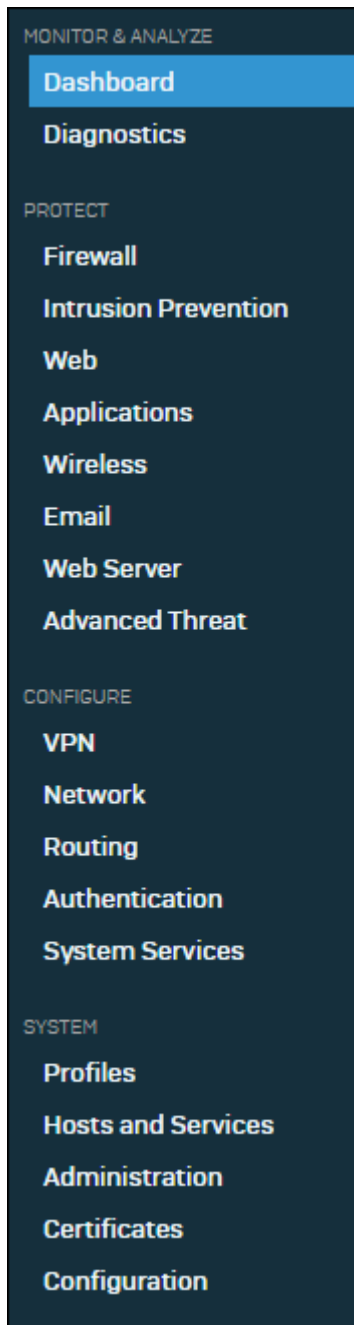 MONITOR & ANALYZE
Dashboard
Diagnostics
PROTECT
Firewall
Intrusion Prevention
Web
Applications
Wireless
Email
Web Server
Advanced Threat
CONFIGURE
VPN
Network
Routing
Authentication
System Services
SYSTEM
Profiles
Hosts and Services
Administration
Certificates
Configuration